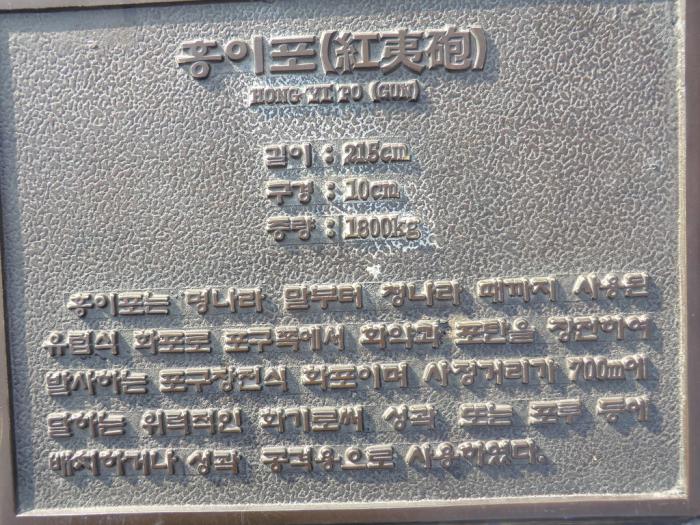 홍이포(紅夷砲)
HONG YI PO (GUN)
길이 : 215cm
구경 : 10cm
중량 : 1800kg
홍이포는 명나라 말부터 청나라 때까지 사용된
유럽식 화포로 포구쪽에서 화약과 포탄을 장전하여
발사하는 포구장전식 화포이며 사정거리가 700m에
달하는 위력적인 화기로써 성곽 또는 포루 등에
배치하거나 성곽 공격용으로 사용하였다.